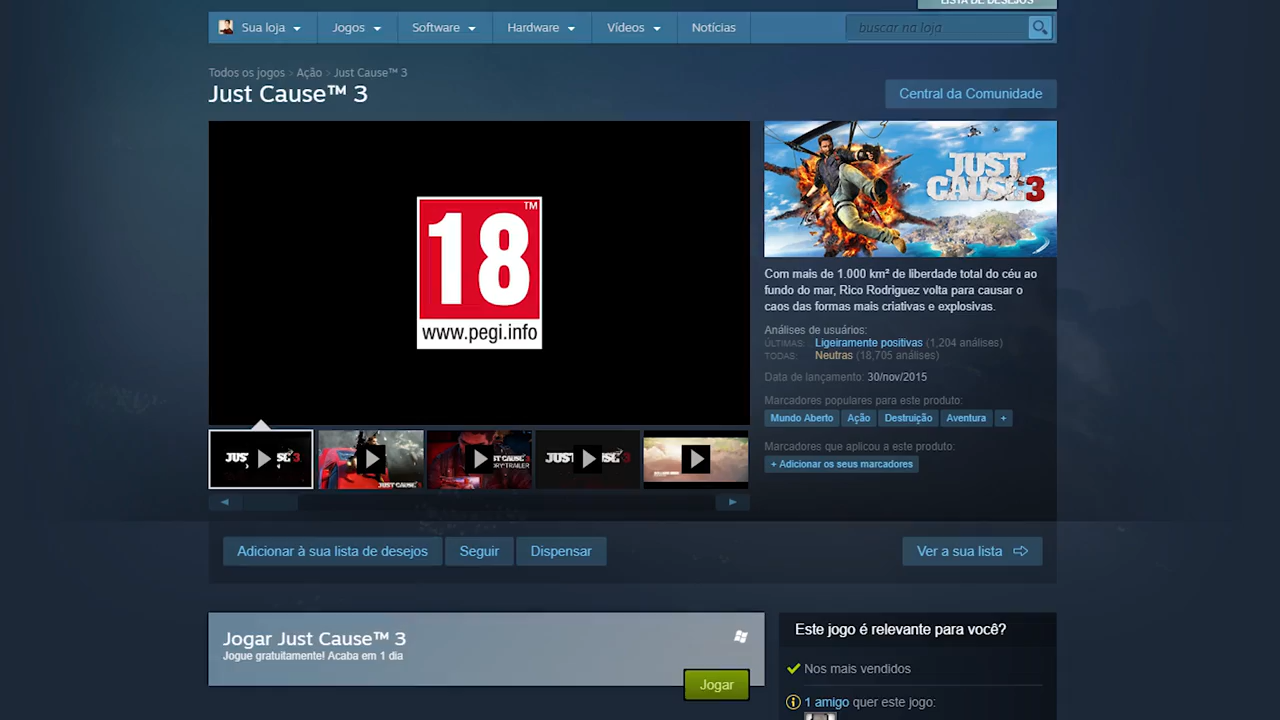 LISTA DE DESEJOS
Sua loja Jogos Software Hardware Vídeos Notícias buscar na loja
Todos os jogos > Ação > Just Cause™ 3
Just Cause™ 3
Central da Comunidade
18™
www.pegi.info
JUST
CAUSE 3
Com mais de 1.000 km² de liberdade total do céu ao
fundo do mar, Rico Rodriguez volta para causar o
caos das formas mais criativas e explosivas.
Análises de usuários:
ÚLTIMAS: Ligeiramente positivas (1,204 análises)
TODAS: Neutras (18,705 análises)
Data de lançamento: 30/nov/2015
Marcadores populares para este produto:
Mundo Aberto Ação Destruição Aventura +
Marcadores que aplicou a este produto:
+ Adicionar os seus marcadores
Adicionar à sua lista de desejos Seguir Dispensar Ver a sua lista
Jogar Just Cause™ 3
Jogue gratuitamente! Acaba em 1 dia
Jogar
Este jogo é relevante para você?
Nos mais vendidos
1 amigo quer este jogo: